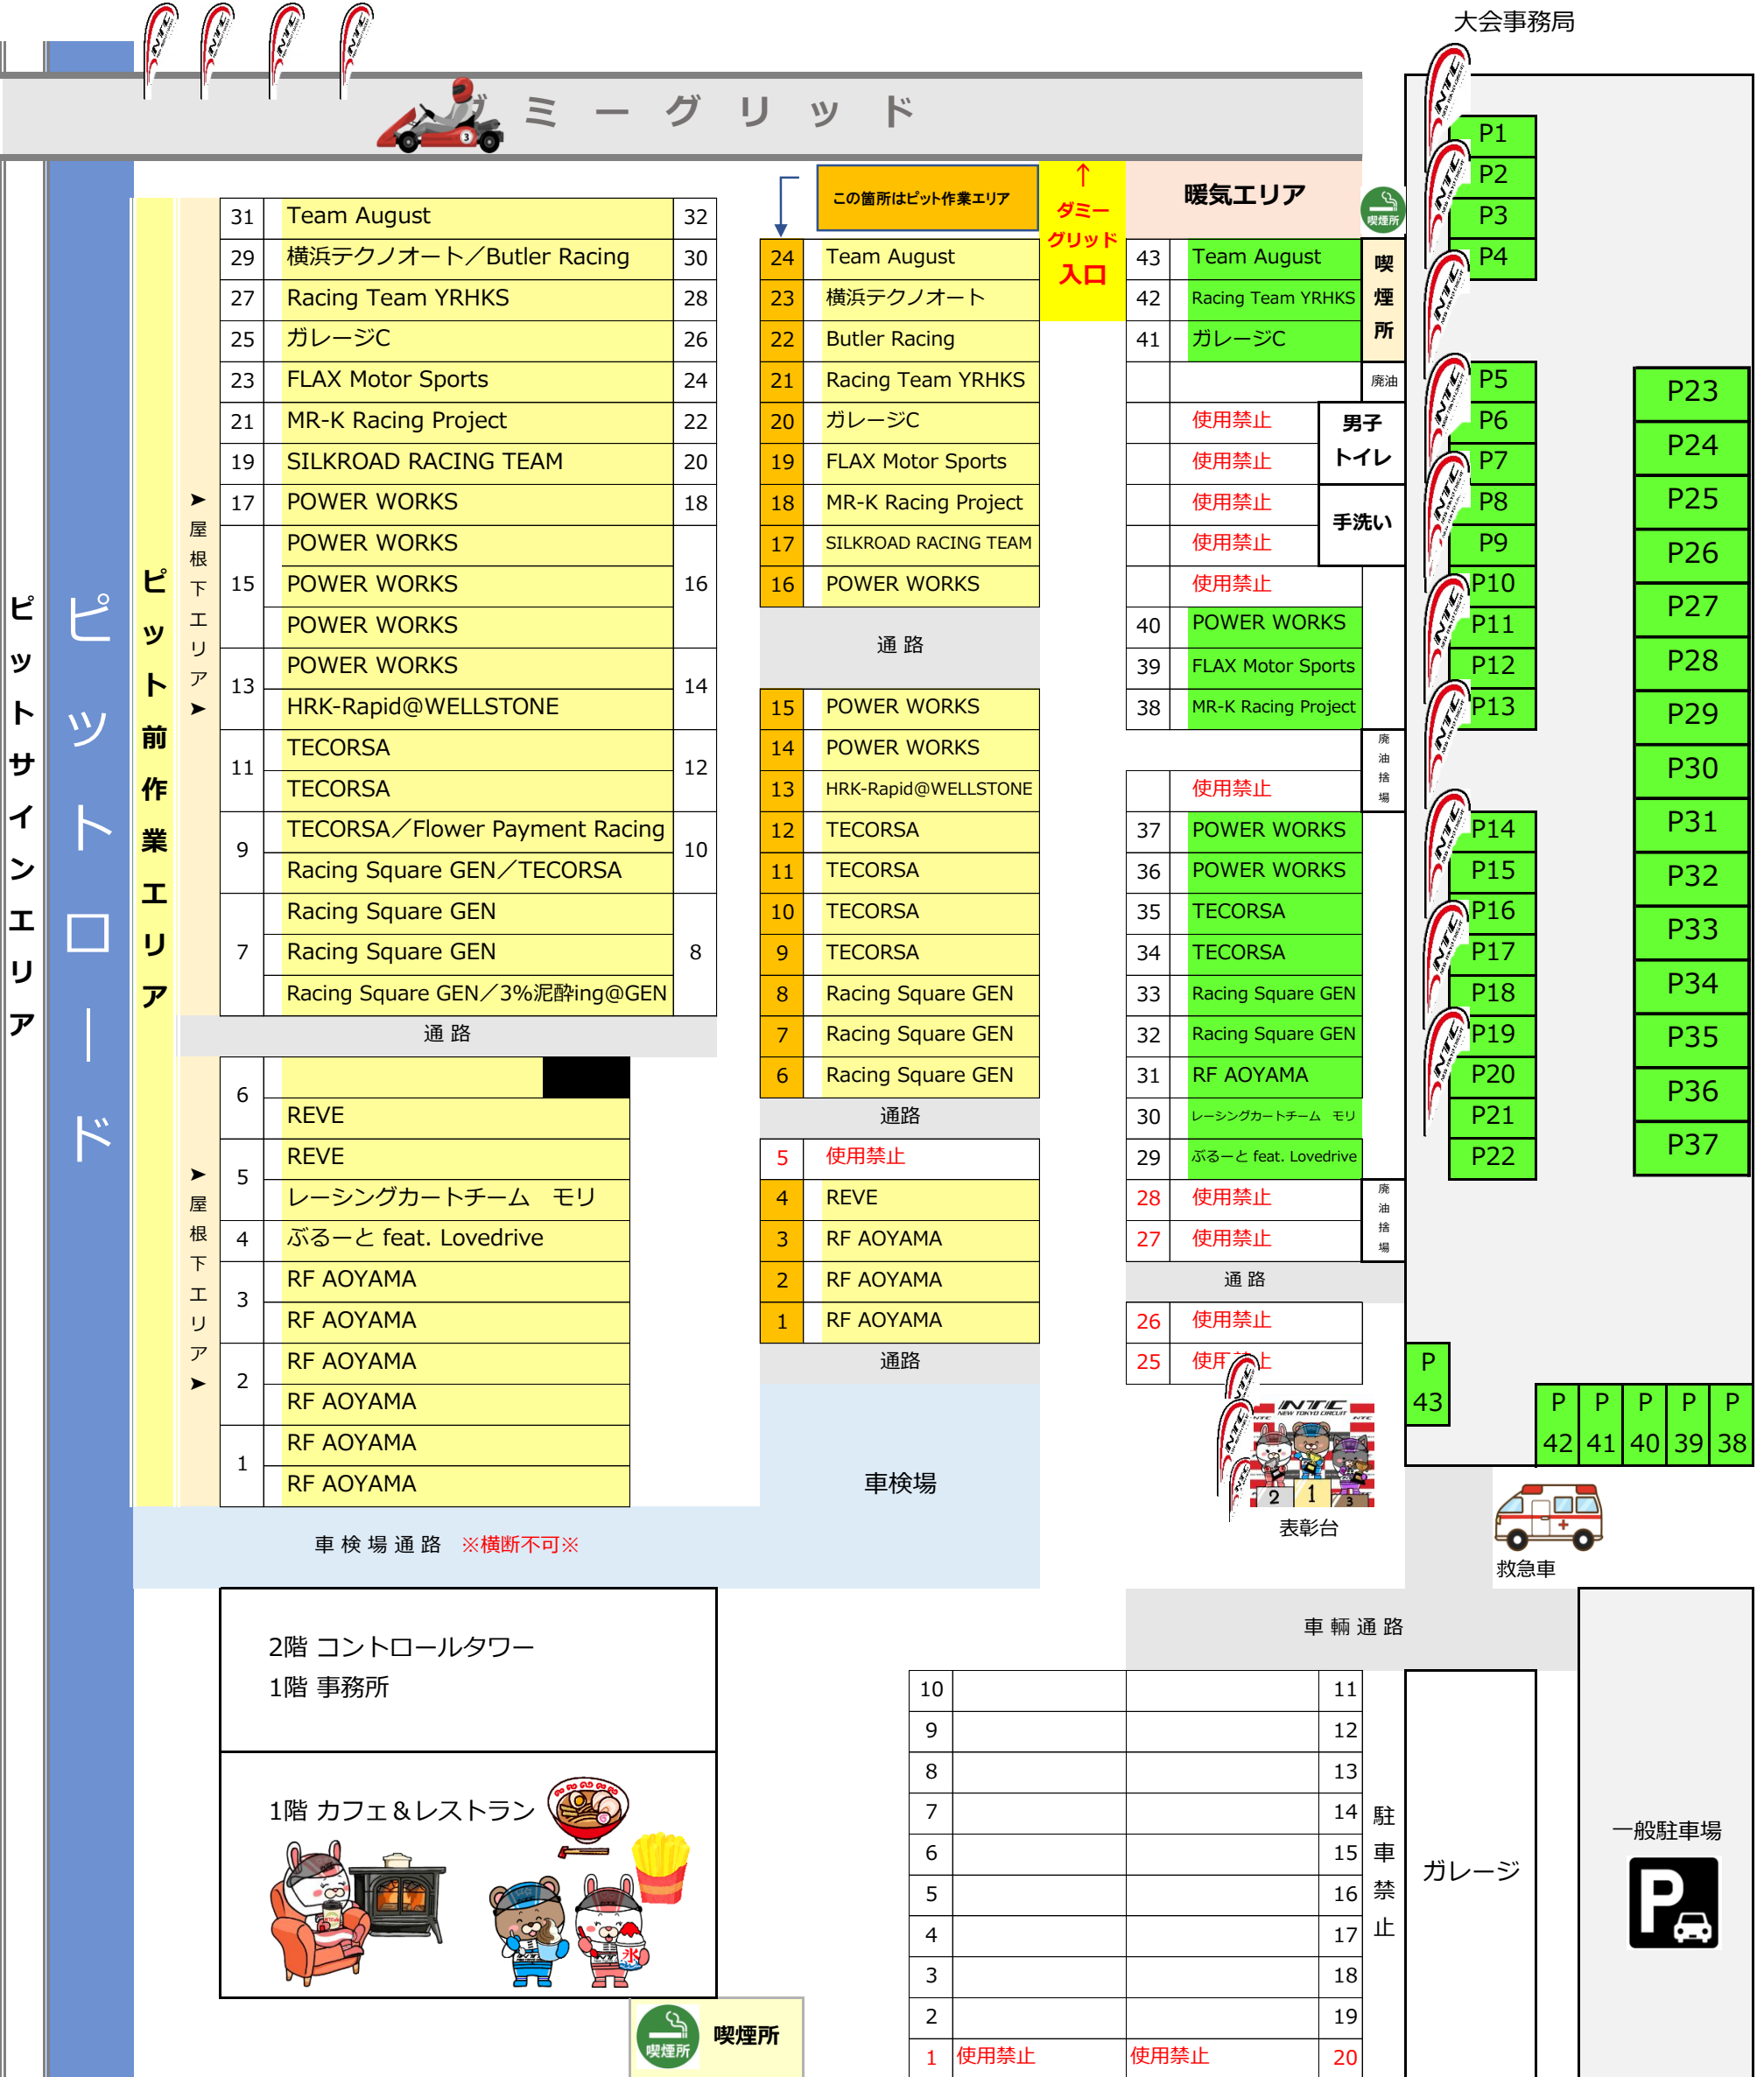 大会事務局
ダミーグリッド
この箇所はピット作業エリア
↑
ダミー
グリッド
入口
暖気エリア
喫煙所
喫煙所
廃油
男子
トイレ
手洗い
廃油捨場
廃油捨場
ピットサインエリア
ピットロード
ピット前作業エリア
➤屋根下エリア➤
➤屋根下エリア➤
31 Team August 32
29 横浜テクノオート／Butler Racing 30
27 Racing Team YRHKS 28
25 ガレージC 26
23 FLAX Motor Sports 24
21 MR-K Racing Project 22
19 SILKROAD RACING TEAM 20
17 POWER WORKS 18
POWER WORKS
15 POWER WORKS 16
POWER WORKS
13 POWER WORKS 14
HRK-Rapid@WELLSTONE
11 TECORSA 12
TECORSA
9 TECORSA／Flower Payment Racing 10
Racing Square GEN／TECORSA
Racing Square GEN
7 Racing Square GEN 8
Racing Square GEN／3%泥酔ing@GEN
通 路
6
REVE
5 REVE
レーシングカートチーム　モリ
4 ぶるーと feat. Lovedrive
3 RF AOYAMA
RF AOYAMA
2 RF AOYAMA
RF AOYAMA
1 RF AOYAMA
RF AOYAMA
車 検 場 通 路 ※横断不可※
24 Team August
23 横浜テクノオート
22 Butler Racing
21 Racing Team YRHKS
20 ガレージC
19 FLAX Motor Sports
18 MR-K Racing Project
17 SILKROAD RACING TEAM
16 POWER WORKS
通 路
15 POWER WORKS
14 POWER WORKS
13 HRK-Rapid@WELLSTONE
12 TECORSA
11 TECORSA
10 TECORSA
9 TECORSA
8 Racing Square GEN
7 Racing Square GEN
6 Racing Square GEN
通路
5 使用禁止
4 REVE
3 RF AOYAMA
2 RF AOYAMA
1 RF AOYAMA
通路
車検場
43 Team August
42 Racing Team YRHKS
41 ガレージC
使用禁止
使用禁止
使用禁止
使用禁止
使用禁止
40 POWER WORKS
39 FLAX Motor Sports
38 MR-K Racing Project
使用禁止
37 POWER WORKS
36 POWER WORKS
35 TECORSA
34 TECORSA
33 Racing Square GEN
32 Racing Square GEN
31 RF AOYAMA
30 レーシングカートチーム　モリ
29 ぶるーと feat. Lovedrive
28 使用禁止
27 使用禁止
通 路
26 使用禁止
25 使用禁止
NTC
NEW TOKYO CIRCUIT
2 1 3
表彰台
P1
P2
P3
P4
P5
P6
P7
P8
P9
P10
P11
P12
P13
P14
P15
P16
P17
P18
P19
P20
P21
P22
P23
P24
P25
P26
P27
P28
P29
P30
P31
P32
P33
P34
P35
P36
P37
P43
P42 P41 P40 P39 P38
救急車
車 輌 通 路
2階 コントロールタワー
1階 事務所
1階 カフェ＆レストラン
氷
喫煙所
喫煙所
10 11
9 12
8 13
7 14
6 15
5 16
4 17
3 18
2 19
1 使用禁止 使用禁止 20
駐車禁止
ガレージ
一般駐車場
P